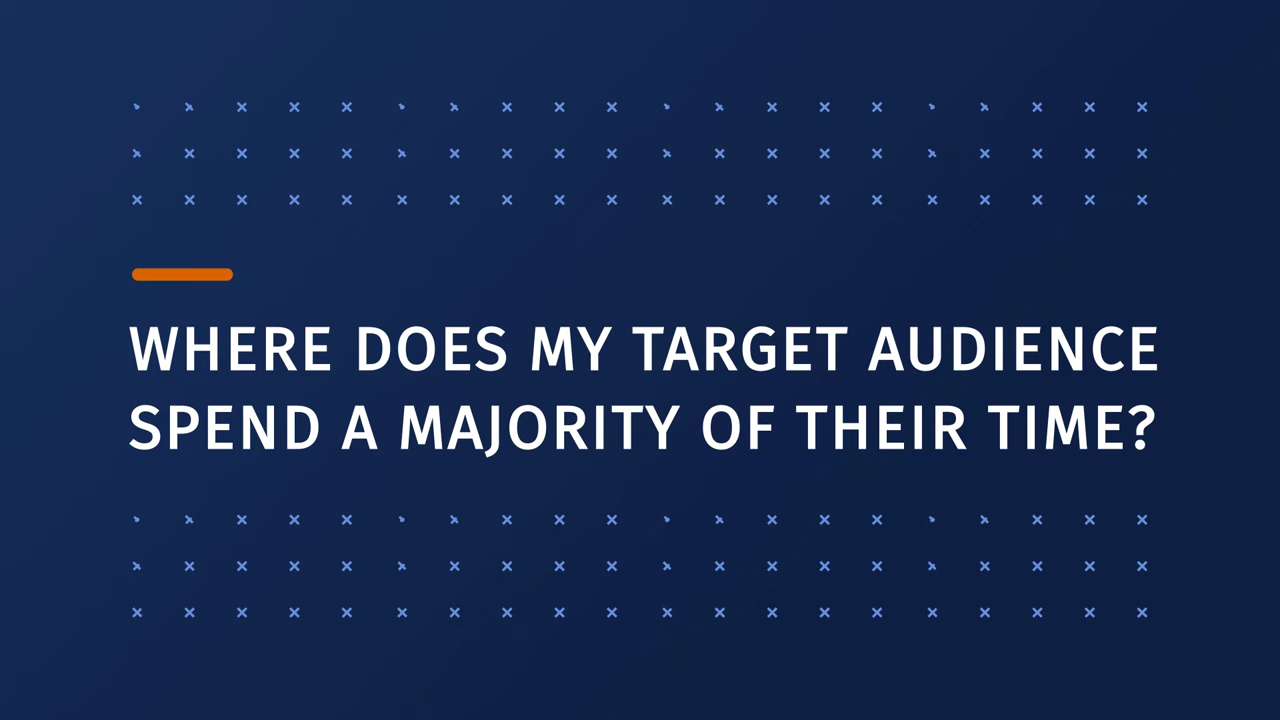 WHERE DOES MY TARGET AUDIENCE
SPEND A MAJORITY OF THEIR TIME?